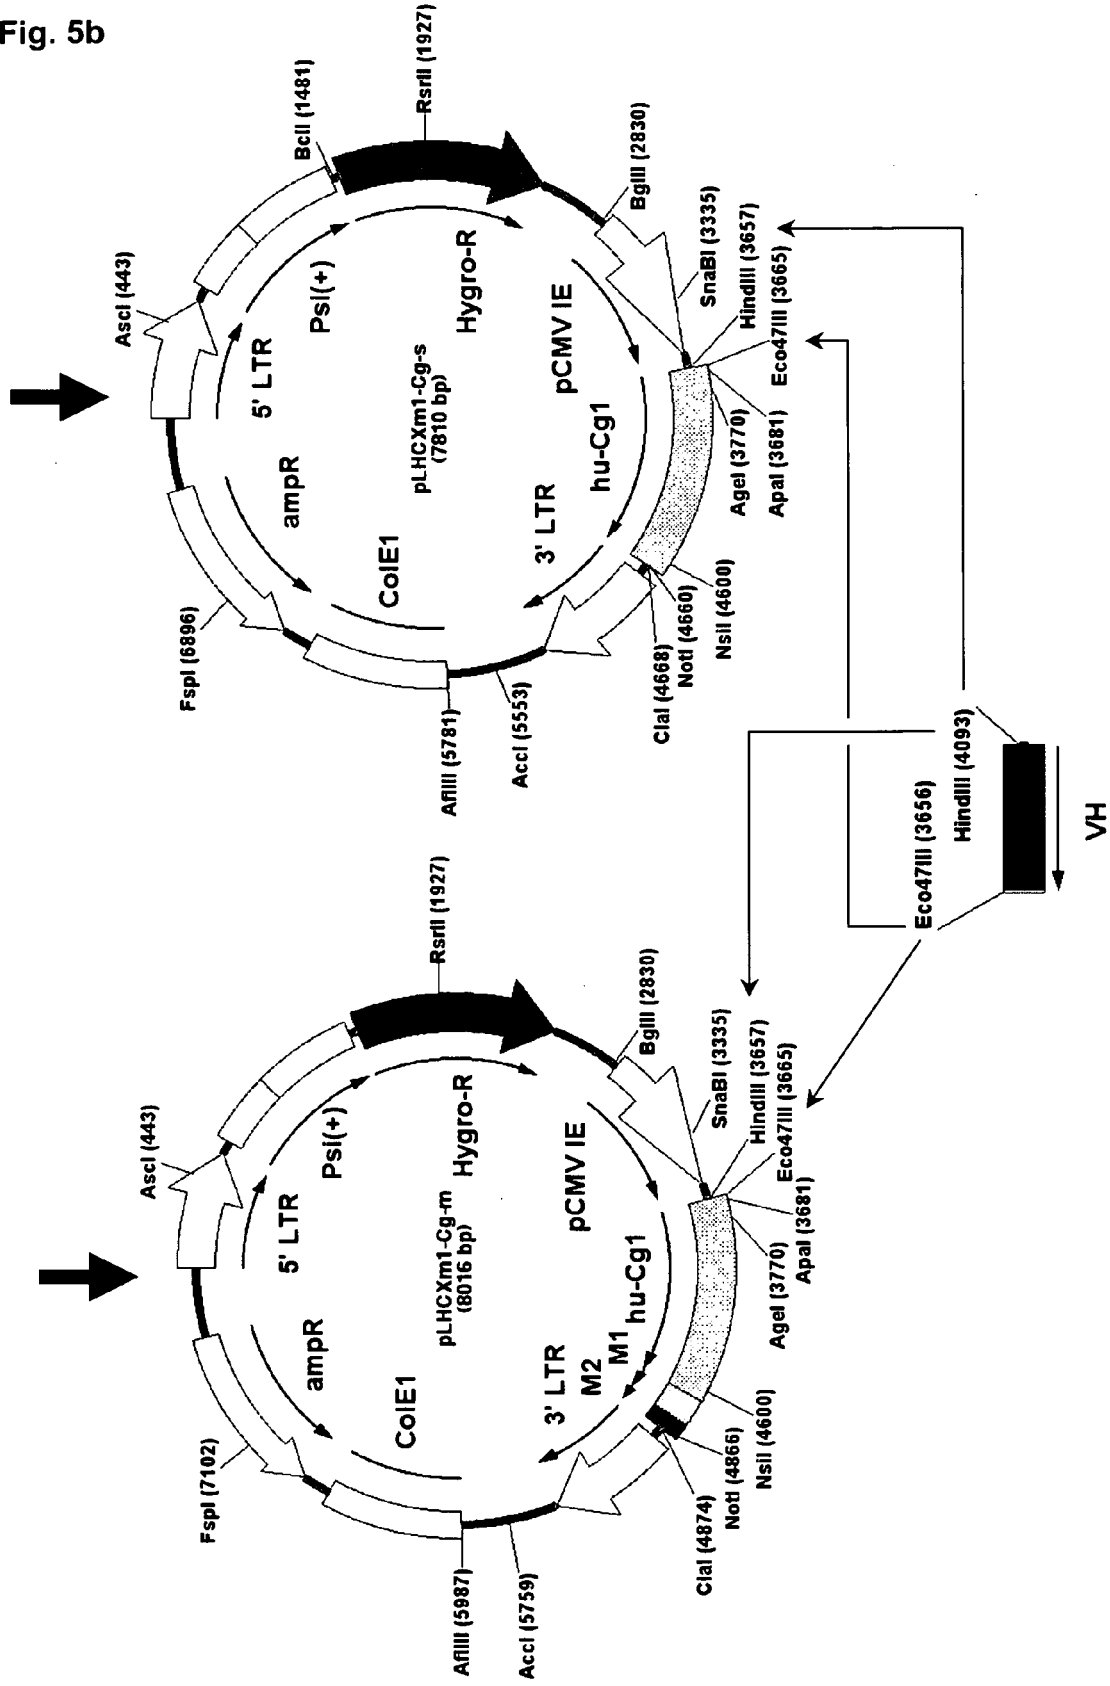 Fig. 5b
AscI (443)
BclI (1481)
RsrII (1927)
BglII (2830)
SnaBI (3335)
HindIII (3657)
Eco47III (3665)
ApaI (3681)
AgeI (3770)
NsiI (4600)
NotI (4660)
ClaI (4668)
AccI (5553)
AflIII (5781)
FspI (6896)
5' LTR
Psi(+)
Hygro-R
pCMV IE
hu-Cg1
3' LTR
ColE1
ampR
pLHCXm1-Cg-s
(7810 bp)
AscI (443)
RsrII (1927)
BglII (2830)
SnaBI (3335)
HindIII (3657)
Eco47III (3665)
ApaI (3681)
AgeI (3770)
NsiI (4600)
NotI (4866)
ClaI (4874)
AccI (5759)
AflIII (5987)
FspI (7102)
5' LTR
Psi(+)
Hygro-R
pCMV IE
hu-Cg1
M1
M2
3' LTR
ColE1
ampR
pLHCXm1-Cg-m
(8016 bp)
Eco47III (3656)
HindIII (4093)
VH